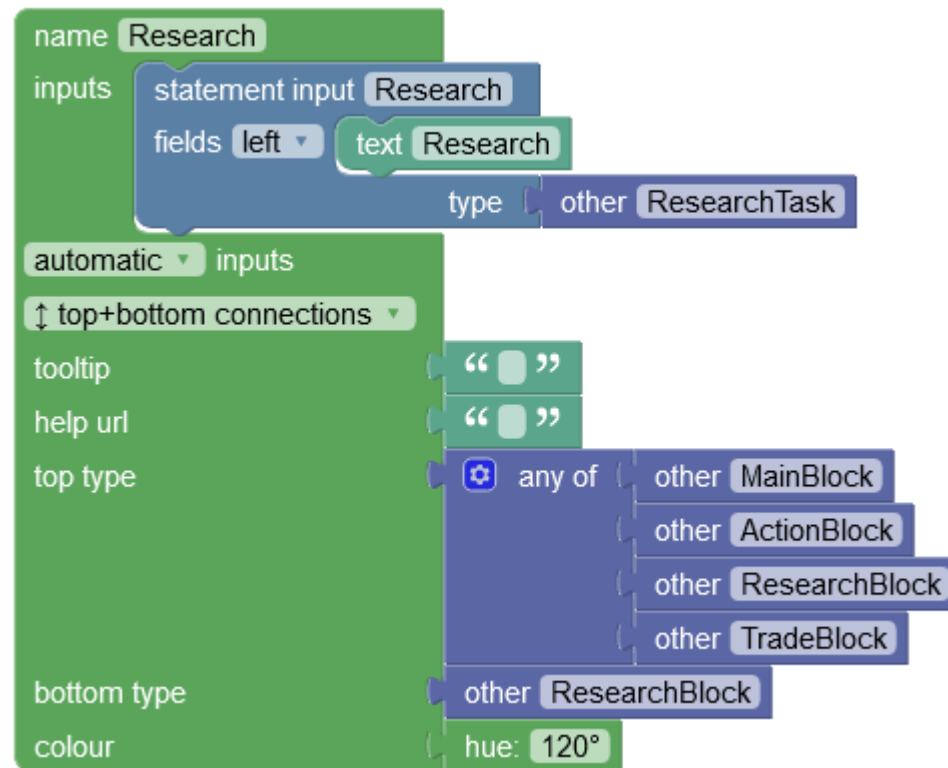 name Research
inputs statement input Research
fields left ▾ text Research
type other ResearchTask
automatic ▾ inputs
↕ top+bottom connections ▾
tooltip “ ”
help url “ ”
top type any of other MainBlock
other ActionBlock
other ResearchBlock
other TradeBlock
bottom type other ResearchBlock
colour hue: 120°